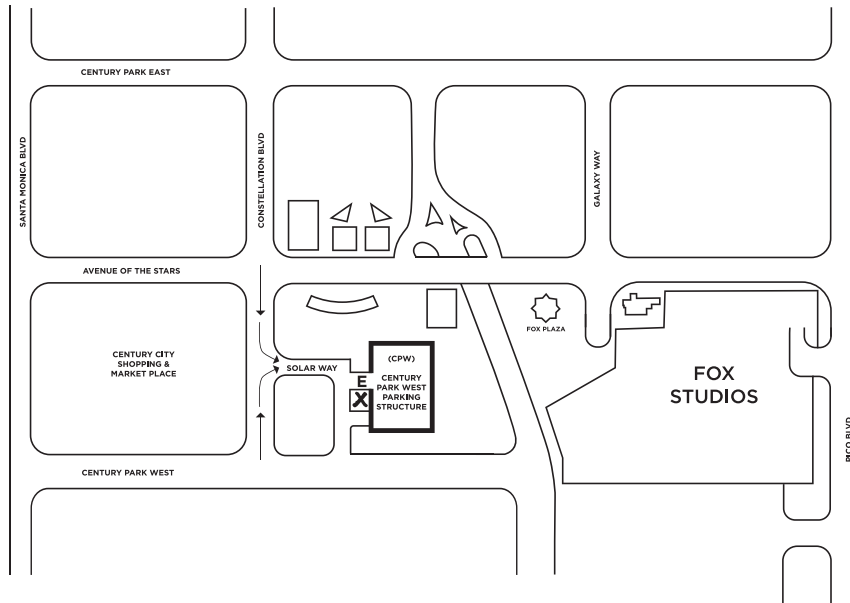 CENTURY PARK EAST
SANTA MONICA BLVD
CONSTELLATION BLVD
GALAXY WAY
AVENUE OF THE STARS
FOX PLAZA
CENTURY CITY
SHOPPING &
MARKET PLACE
SOLAR WAY
(CPW)
CENTURY
PARK WEST
PARKING
STRUCTURE
E
X
FOX
STUDIOS
PICO BLVD
CENTURY PARK WEST